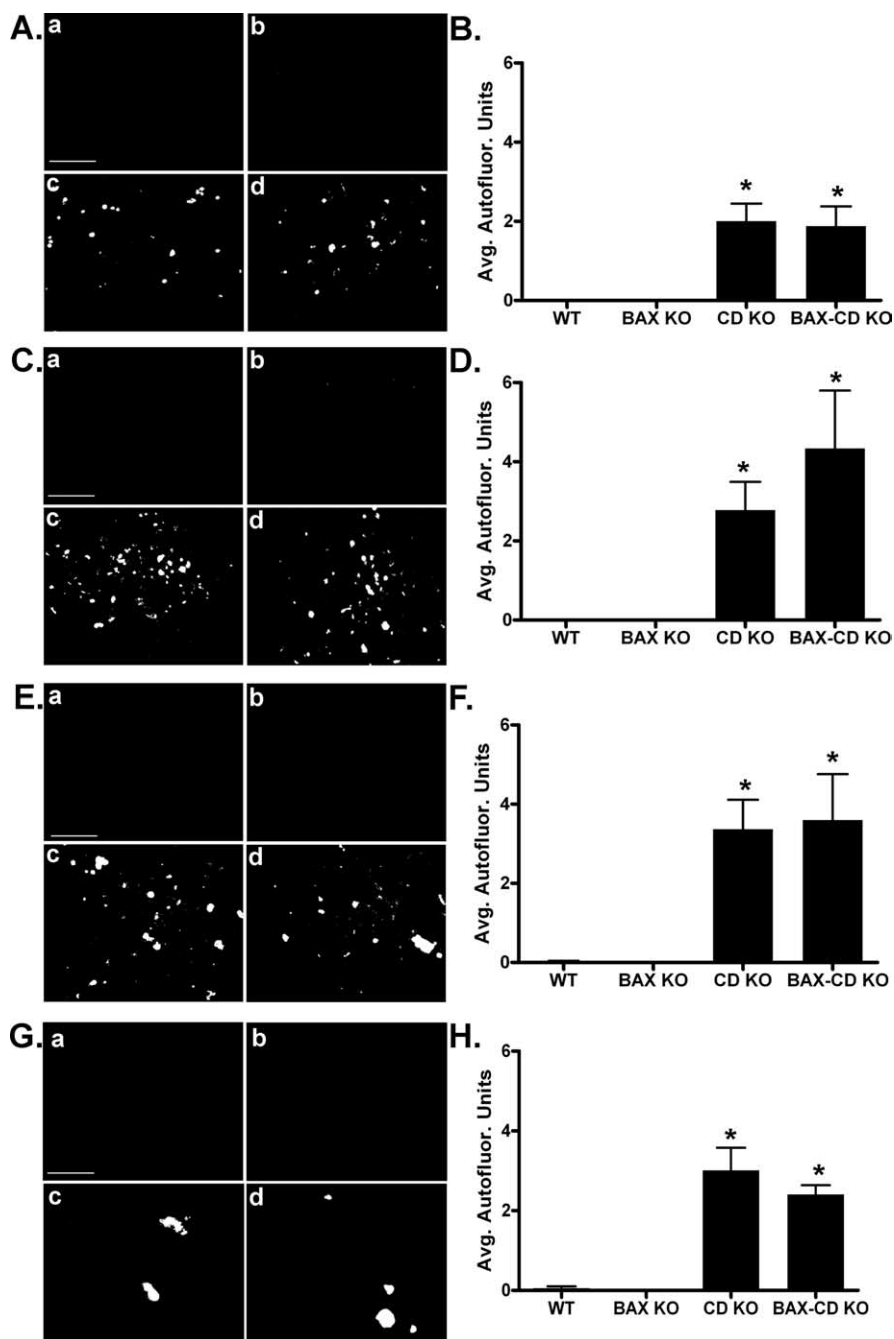 A.
a
b
c
d
B.
Avg. Autofluor. Units
6
4
2
0
*
*
WT BAX KO CD KO BAX-CD KO
C.
a
b
c
d
D.
Avg. Autofluor. Units
6
4
2
0
*
*
WT BAX KO CD KO BAX-CD KO
E.
a
b
c
d
F.
Avg. Autofluor. Units
6
4
2
0
*
*
WT BAX KO CD KO BAX-CD KO
G.
a
b
c
d
H.
Avg. Autofluor. Units
6
4
2
0
*
*
WT BAX KO CD KO BAX-CD KO